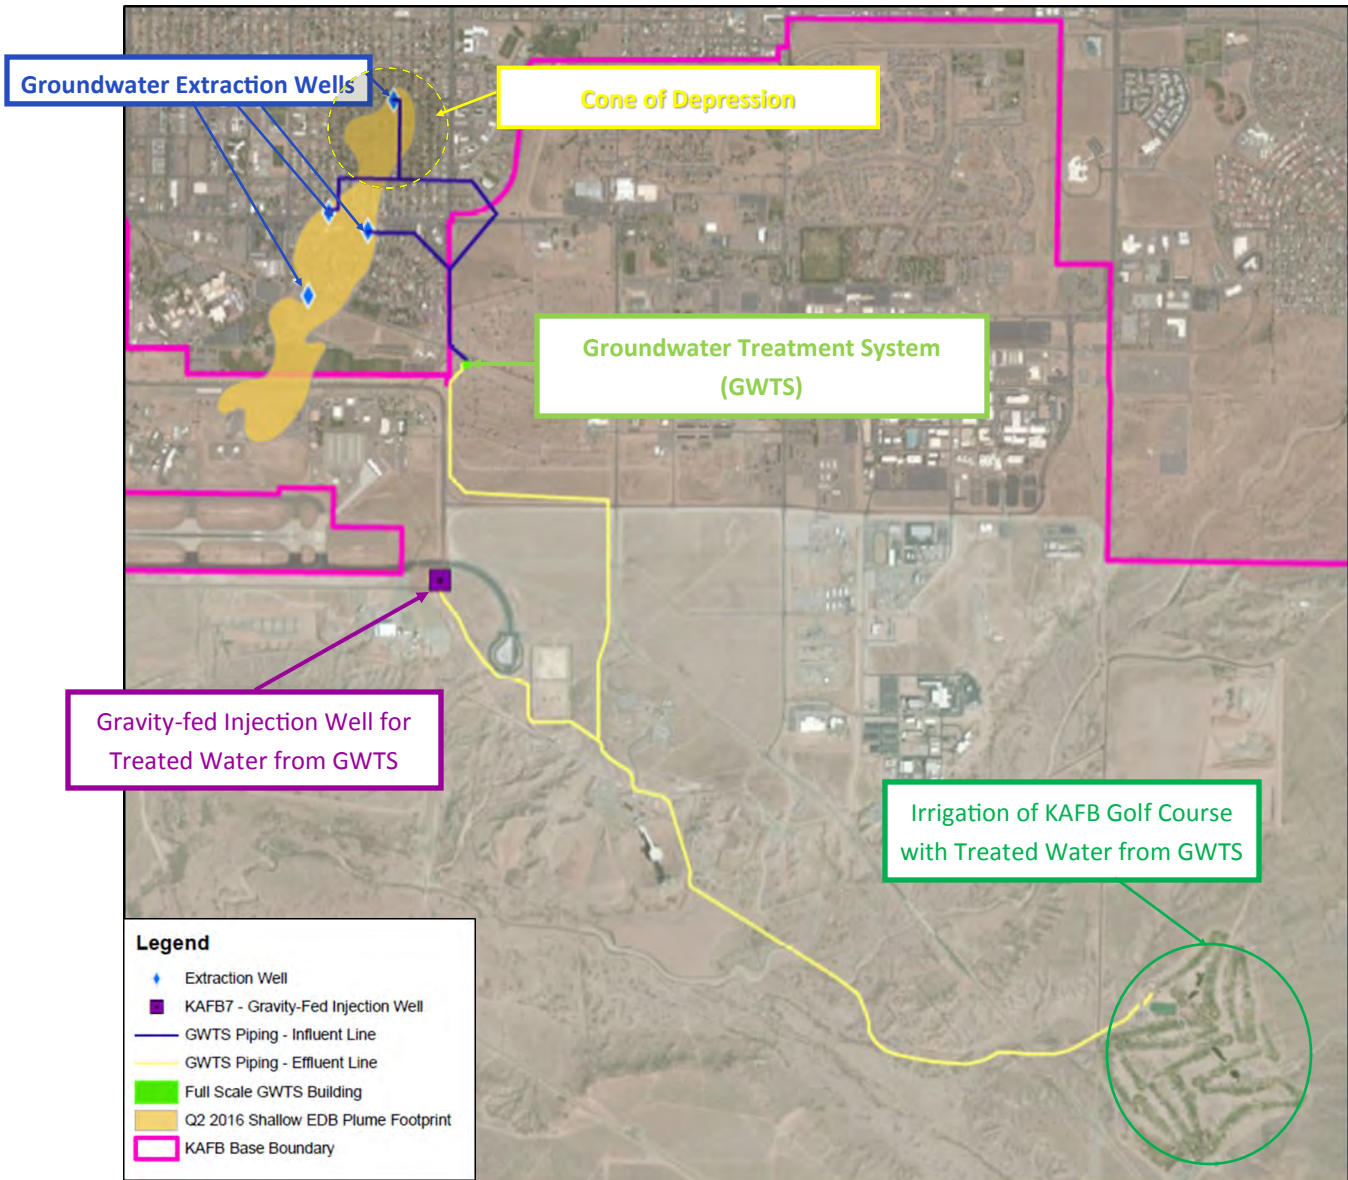 Groundwater Extraction Wells
Cone of Depression
Groundwater Treatment System
(GWTS)
Gravity-fed Injection Well for
Treated Water from GWTS
Irrigation of KAFB Golf Course
with Treated Water from GWTS
Legend
Extraction Well
KAFB7 - Gravity-Fed Injection Well
GWTS Piping - Influent Line
GWTS Piping - Effluent Line
Full Scale GWTS Building
Q2 2016 Shallow EDB Plume Footprint
KAFB Base Boundary